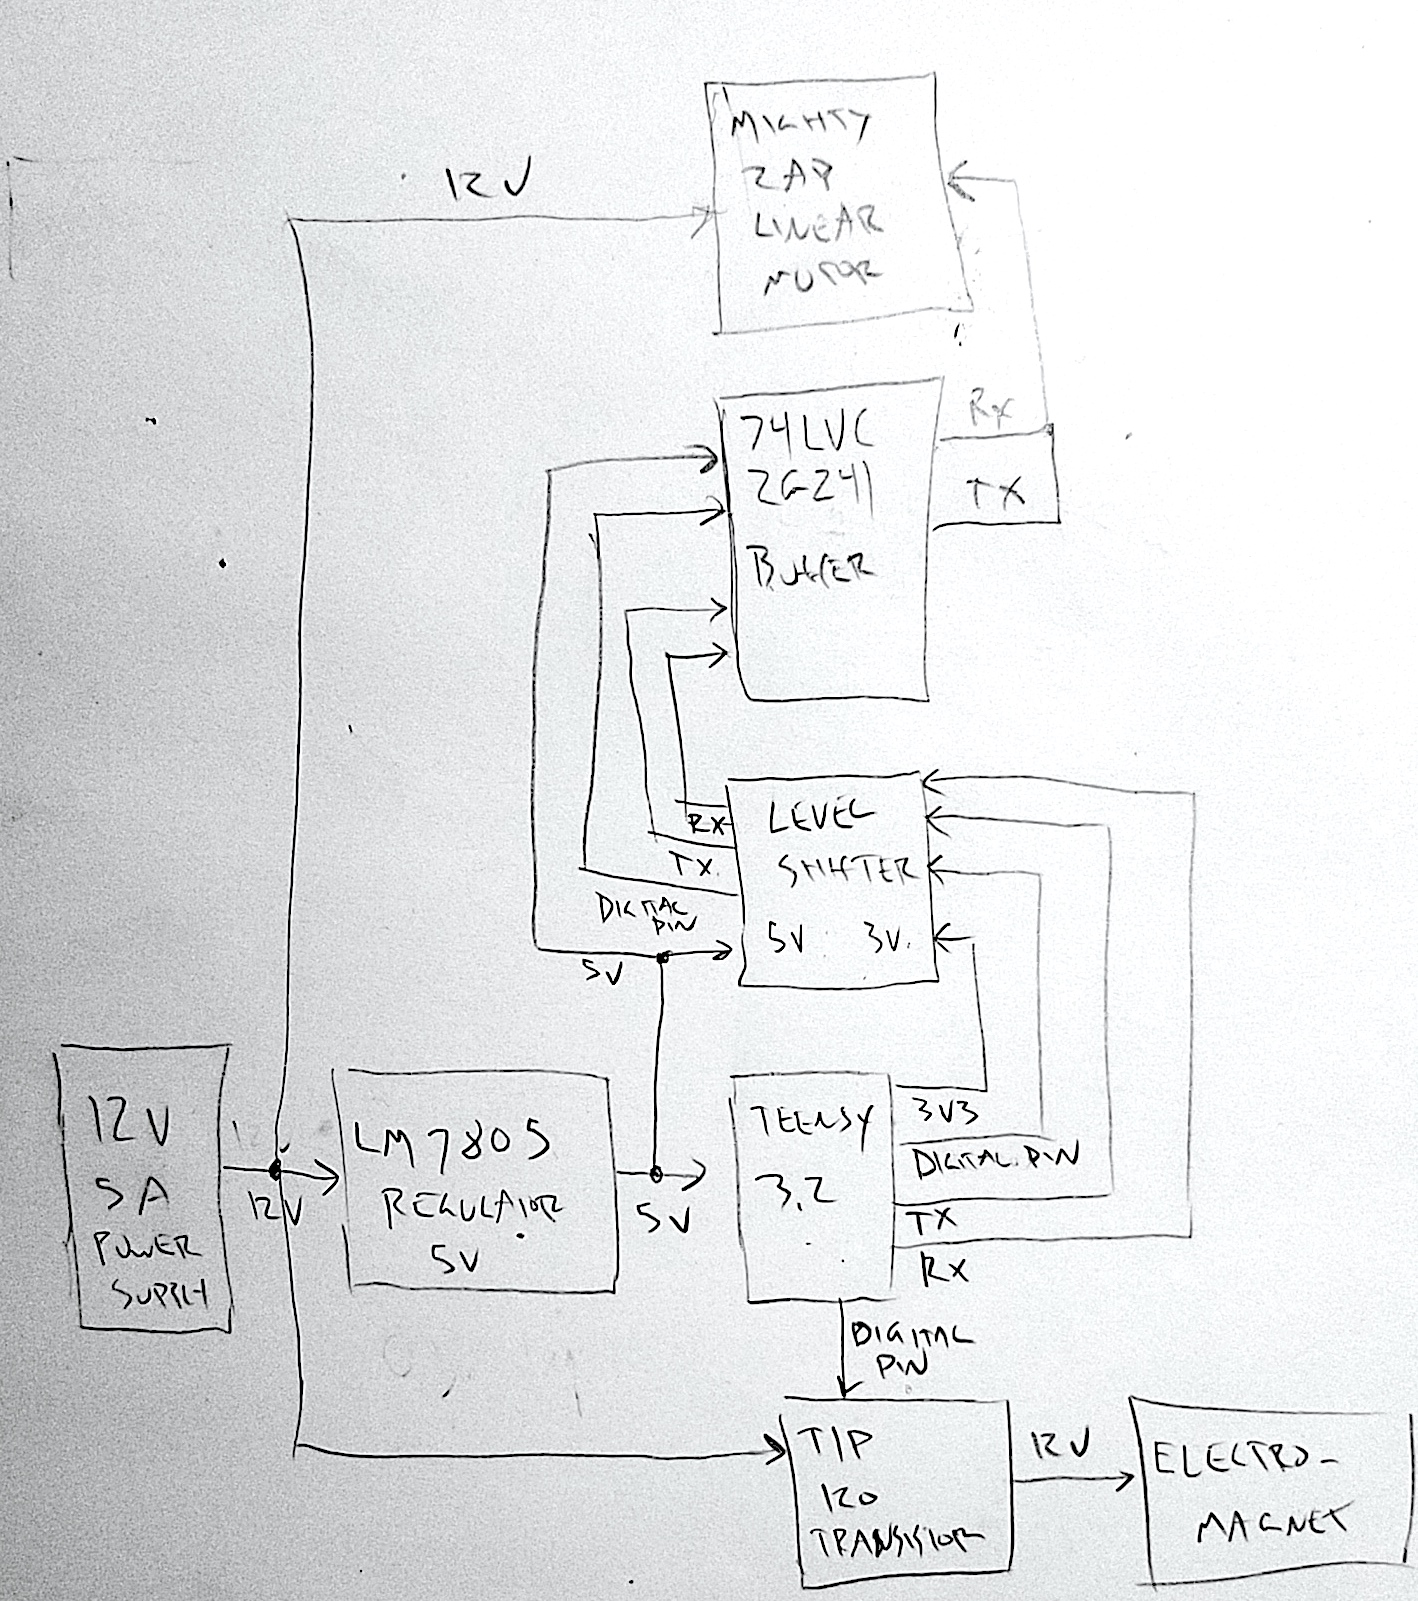 12V
MIGHTY
ZAP
LINEAR
MOTOR
74LVC
2G241
BUFFER
RX
TX
LEVEL
SHIFTER
5V 3V.
RX
TX.
DIGITAL
PIN
5V
12V
5A
POWER
SUPPLY
12V
LM7805
REGULATOR
5V
5V
TEENSY
3.2
3V3
DIGITAL PIN
TX
RX
DIGITAL
PIN
TIP
120
TRANSISTOR
12V
ELECTRO-
MAGNET